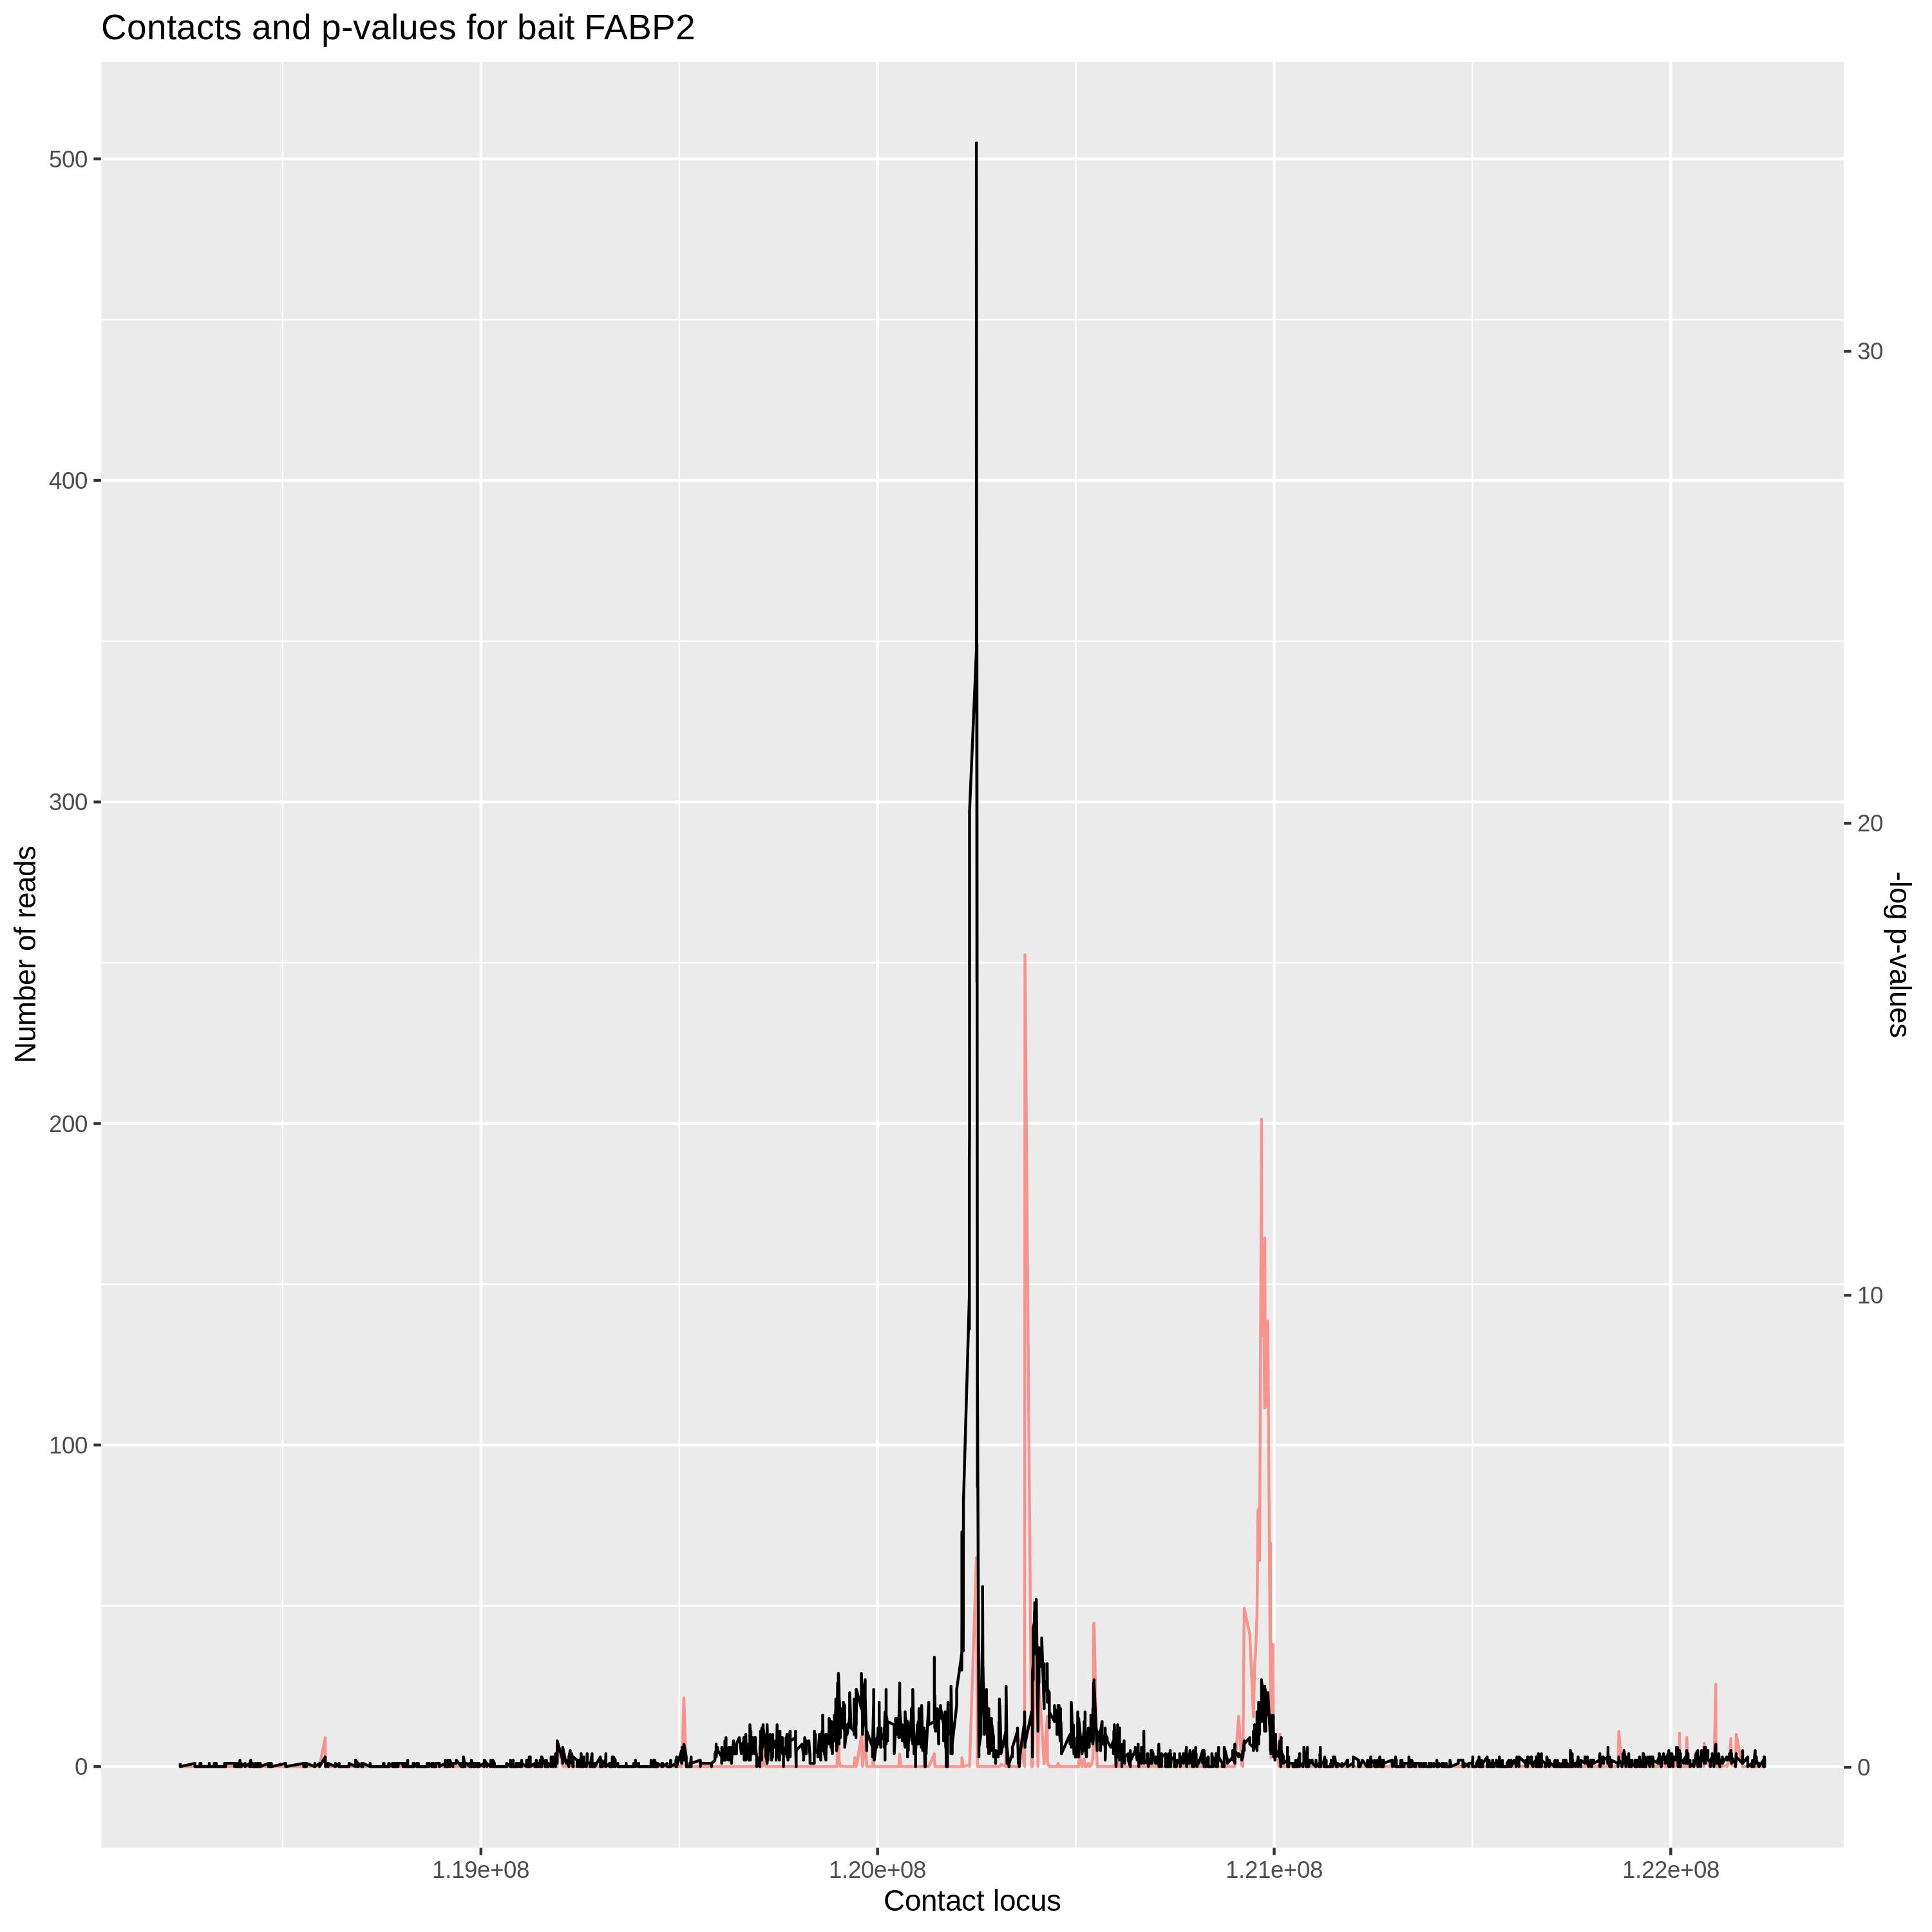 Contacts and p-values for bait FABP2
500
400
300
200
100
0
Number of reads
30
20
10
0
-log p-values
1.19e+08 1.20e+08 1.21e+08 1.22e+08
Contact locus